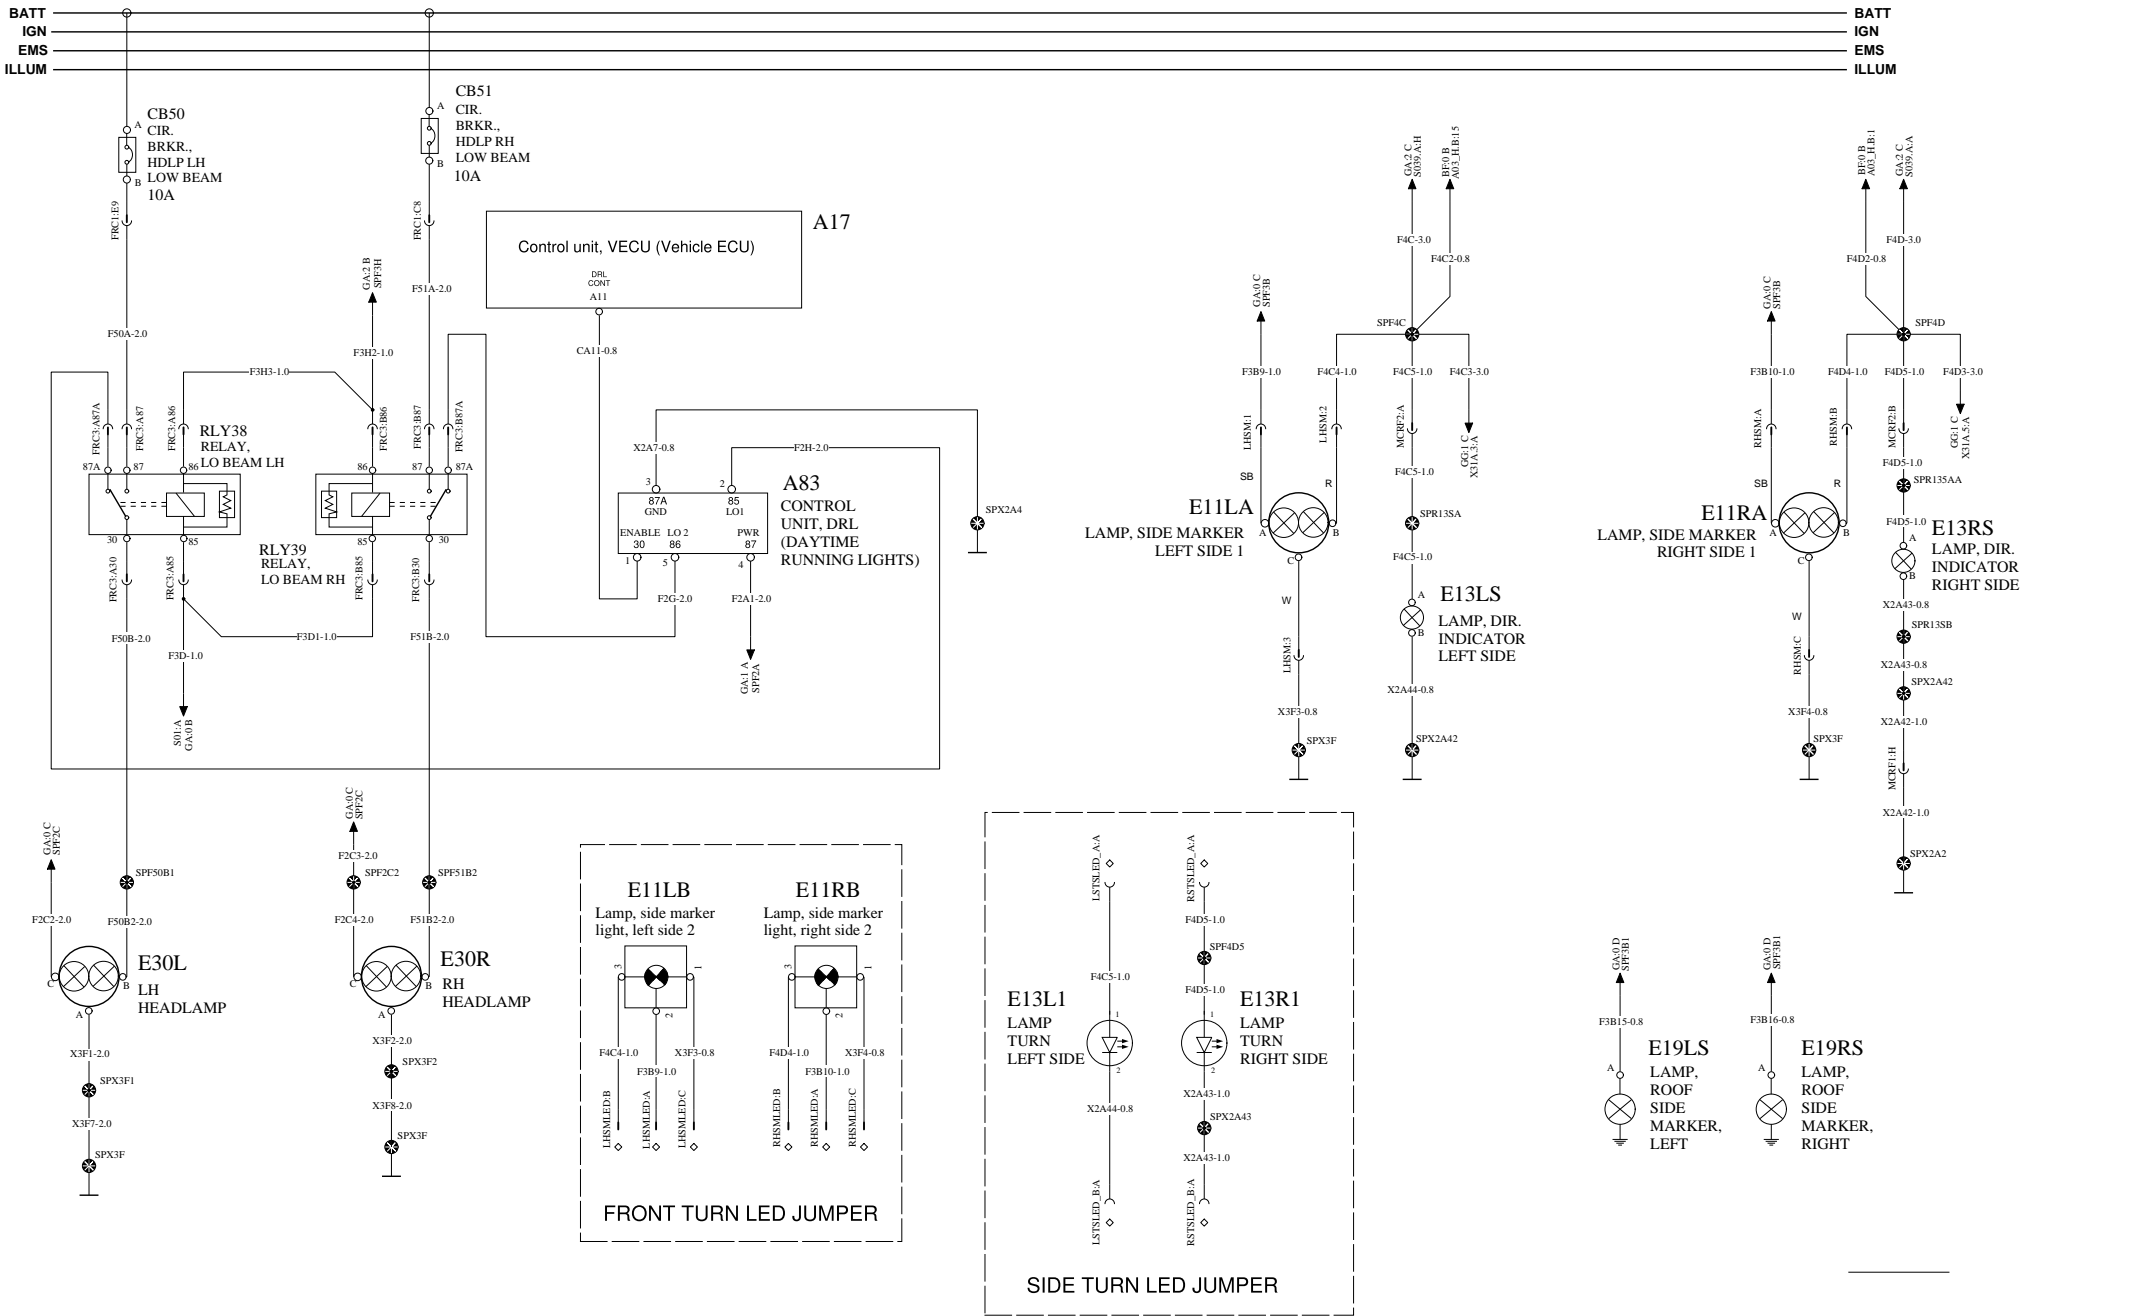 BATT
IGN
EMS
ILLUM
BATT
IGN
EMS
ILLUM
CB50
CIR.
BRKR.,
HDLP LH
LOW BEAM
10A
A
B
FRC1:E9
F50A-2.0
CB51
CIR.
BRKR.,
HDLP RH
LOW BEAM
10A
A
B
FRC1:C8
F51A-2.0
GA:2 B
SPF3H
F3H2-1.0
F3H3-1.0
FRC3:A87A
FRC3:A87
FRC3:A86
FRC3:B86
FRC3:B87
FRC3:B87A
RLY38
RELAY,
LO BEAM LH
87A
87
86
86
87
87A
30
85
85
30
RLY39
RELAY,
LO BEAM RH
FRC3:A30
FRC3:A85
FRC3:B85
FRC3:B30
F50B-2.0
F3D-1.0
F3D1-1.0
F51B-2.0
S01:A
GA:0 B
A17
Control unit, VECU (Vehicle ECU)
DRL
CONT
A11
CA11-0.8
X2A7-0.8
F2H-2.0
3
2
A83
CONTROL
UNIT, DRL
(DAYTIME
RUNNING LIGHTS)
87A
GND
85
LO1
ENABLE
LO 2
PWR
30
86
87
1
5
4
F2G-2.0
F2A1-2.0
GA:1 A
SPF2A
SPX2A4
GA:0 C
SPF2C
SPF50B1
F2C2-2.0
F50B2-2.0
E30L
LH
HEADLAMP
C
B
A
X3F1-2.0
SPX3F1
X3F7-2.0
SPX3F
GA:0 C
SPF2C
F2C3-2.0
SPF2C2
SPF51B2
F2C4-2.0
F51B2-2.0
E30R
RH
HEADLAMP
C
B
A
X3F2-2.0
SPX3F2
X3F8-2.0
SPX3F
E11LB
Lamp, side marker
light, left side 2
3
1
2
F4C4-1.0
F3B9-1.0
X3F3-0.8
LHSMLED:B
LHSMLED:A
LHSMLED:C
E11RB
Lamp, side marker
light, right side 2
3
1
2
F4D4-1.0
F3B10-1.0
X3F4-0.8
RHSMLED:B
RHSMLED:A
RHSMLED:C
FRONT TURN LED JUMPER
LSTSLED_A:A
F4C5-1.0
E13L1
LAMP
TURN
LEFT SIDE
1
2
X2A44-0.8
LSTSLED_B:A
RSTSLED_A:A
F4D5-1.0
SPF4D5
F4D5-1.0
E13R1
LAMP
TURN
RIGHT SIDE
1
2
X2A43-1.0
SPX2A43
X2A43-1.0
RSTSLED_B:A
SIDE TURN LED JUMPER
GA:0 C
SPF3B
F3B9-1.0
LHSM:1
SB
E11LA
LAMP, SIDE MARKER
LEFT SIDE 1
A
B
C
R
W
LHSM:3
X3F3-0.8
SPX3F
GA:2 C
S039.A:H
BF:0 B
A03_H.B:15
F4C-3.0
F4C2-0.8
SPF4C
F4C4-1.0
F4C5-1.0
F4C3-3.0
LHSM:2
MCRF2:A
GG:1 C
X31A.3:A
F4C5-1.0
SPR13SA
F4C5-1.0
E13LS
LAMP, DIR.
INDICATOR
LEFT SIDE
A
B
X2A44-0.8
SPX2A42
GA:0 C
SPF3B
F3B10-1.0
RHSM:A
SB
E11RA
LAMP, SIDE MARKER
RIGHT SIDE 1
A
B
C
R
W
RHSM:C
X3F4-0.8
SPX3F
BF:0 B
A03_H.B:1
GA:2 C
S039.A:A
F4D-3.0
F4D2-0.8
SPF4D
F4D4-1.0
F4D5-1.0
F4D3-3.0
RHSM:B
MCRF2:B
GG:1 C
X31A.5:A
F4D5-1.0
SPR135AA
F4D5-1.0
E13RS
LAMP, DIR.
INDICATOR
RIGHT SIDE
A
B
X2A43-0.8
SPR13SB
X2A43-0.8
SPX2A42
X2A42-1.0
MCRF1:H
X2A42-1.0
SPX2A2
GA:0 D
SPF3B1
F3B15-0.8
A
E19LS
LAMP,
ROOF
SIDE
MARKER,
LEFT
GA:0 D
SPF3B1
F3B16-0.8
A
E19RS
LAMP,
ROOF
SIDE
MARKER,
RIGHT